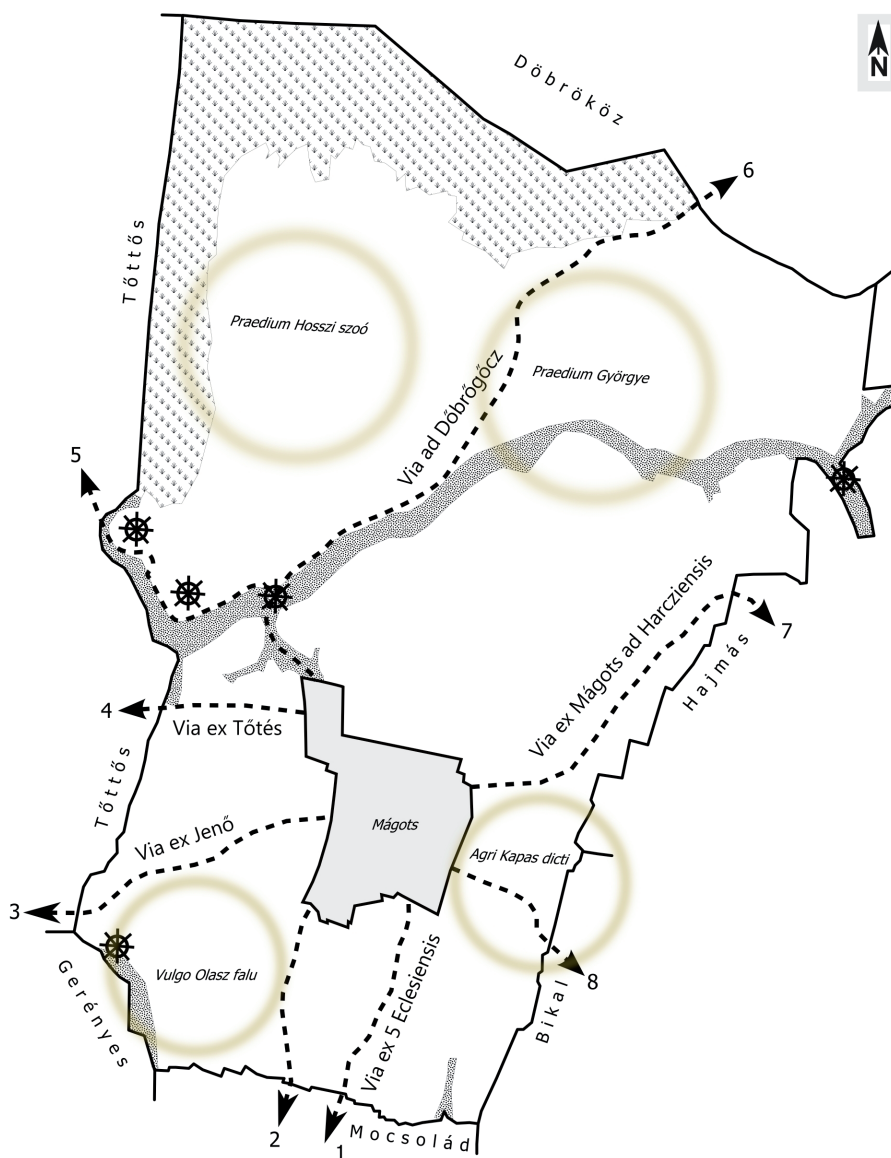 N
Döbrököz
6
Tőttős
Praedium Hosszi szoó
Praedium Györgye
Via ad Dőbrőgőcz
5
Via ex Mágots ad Harcziensis
7
Hajmás
4
Via ex Tőtés
Tőttős
Mágots
Via ex Jenő
Agri Kapas dicti
3
Vulgo Olasz falu
Gerényes
Via ex 5 Eclesiensis
8
Bikal
2
1
Mocsolád